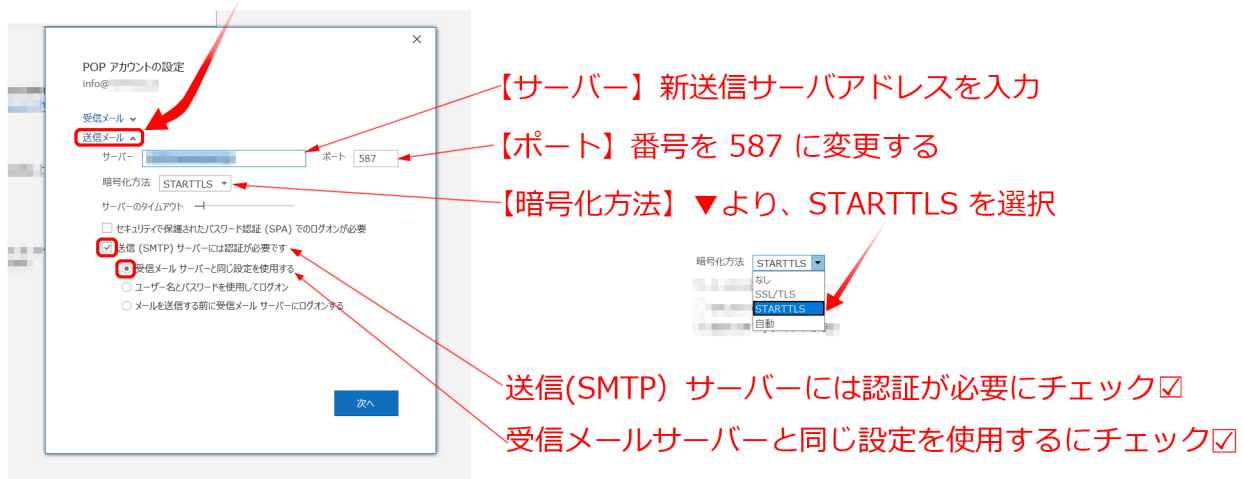 POP アカウントの設定
info@
受信メール
送信メール
サーバー
ポート 587
暗号化方法 STARTTLS
サーバーのタイムアウト
セキュリティで保護されたパスワード認証 (SPA) でのログオンが必要
送信 (SMTP) サーバーには認証が必要です
受信メール サーバーと同じ設定を使用する
ユーザー名とパスワードを使用してログオン
メールを送信する前に受信メール サーバーにログオンする
次へ
【サーバー】新送信サーバアドレスを入力
【ポート】番号を 587 に変更する
【暗号化方法】▼より、STARTTLS を選択
暗号化方法 STARTTLS
なし
SSL/TLS
STARTTLS
自動
送信(SMTP) サーバーには認証が必要にチェック☑
受信メールサーバーと同じ設定を使用するにチェック☑